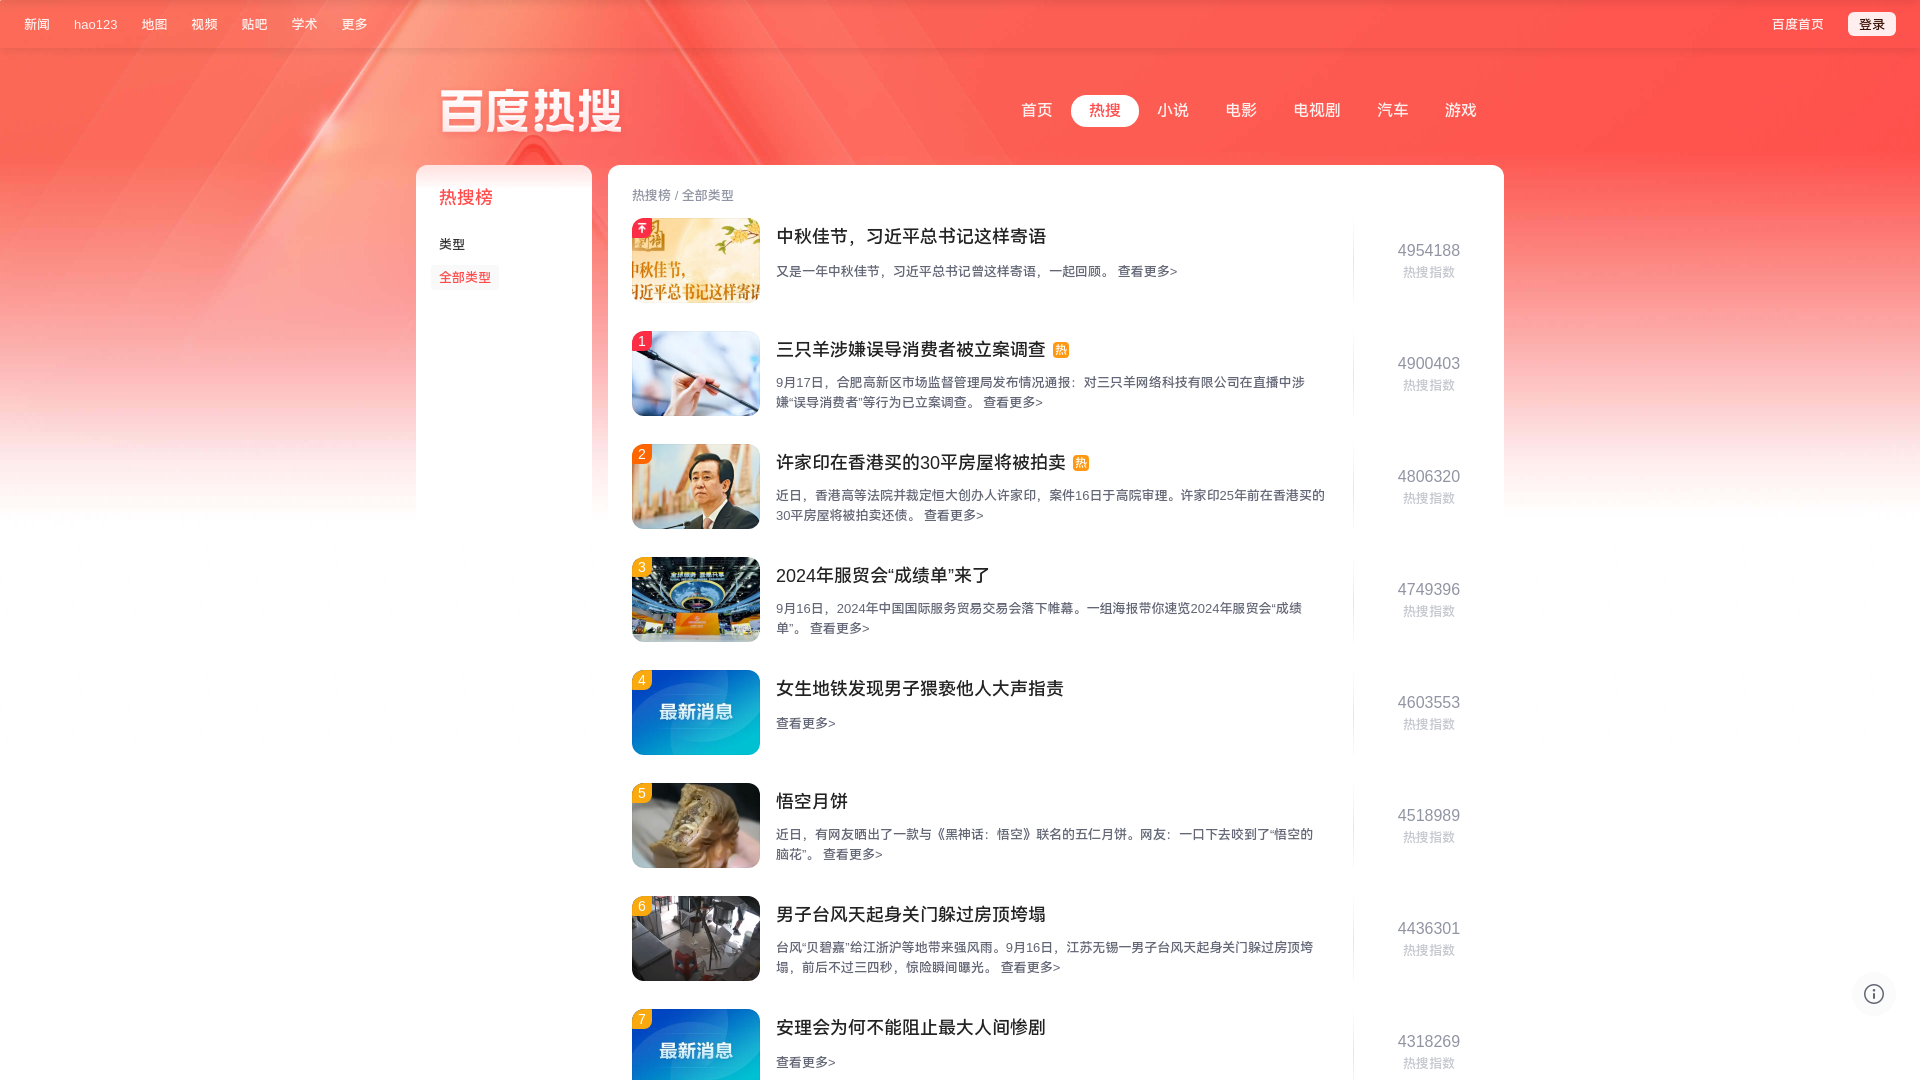 新闻 hao123 地图 视频 贴吧 学术 更多 百度首页 登录
百度热搜
首页 热搜 小说 电影 电视剧 汽车 游戏
热搜榜
类型
全部类型
热搜榜 / 全部类型
中秋佳节,
习近平总书记这样寄语
中秋佳节，习近平总书记这样寄语
又是一年中秋佳节，习近平总书记曾这样寄语，一起回顾。 查看更多>
4954188
热搜指数
1
三只羊涉嫌误导消费者被立案调查 热
9月17日，合肥高新区市场监督管理局发布情况通报：对三只羊网络科技有限公司在直播中涉
嫌“误导消费者”等行为已立案调查。 查看更多>
4900403
热搜指数
2
许家印在香港买的30平房屋将被拍卖 热
近日，香港高等法院并裁定恒大创办人许家印，案件16日于高院审理。许家印25年前在香港买的
30平房屋将被拍卖还债。 查看更多>
4806320
热搜指数
3
2024年服贸会“成绩单”来了
9月16日，2024年中国国际服务贸易交易会落下帷幕。一组海报带你速览2024年服贸会“成绩
单”。 查看更多>
4749396
热搜指数
4
最新消息
女生地铁发现男子猥亵他人大声指责
查看更多>
4603553
热搜指数
5
悟空月饼
近日，有网友晒出了一款与《黑神话：悟空》联名的五仁月饼。网友：一口下去咬到了“悟空的
脑花”。 查看更多>
4518989
热搜指数
6
男子台风天起身关门躲过房顶垮塌
台风“贝碧嘉”给江浙沪等地带来强风雨。9月16日，江苏无锡一男子台风天起身关门躲过房顶垮
塌，前后不过三四秒，惊险瞬间曝光。 查看更多>
4436301
热搜指数
7
最新消息
安理会为何不能阻止最大人间惨剧
查看更多>
4318269
热搜指数